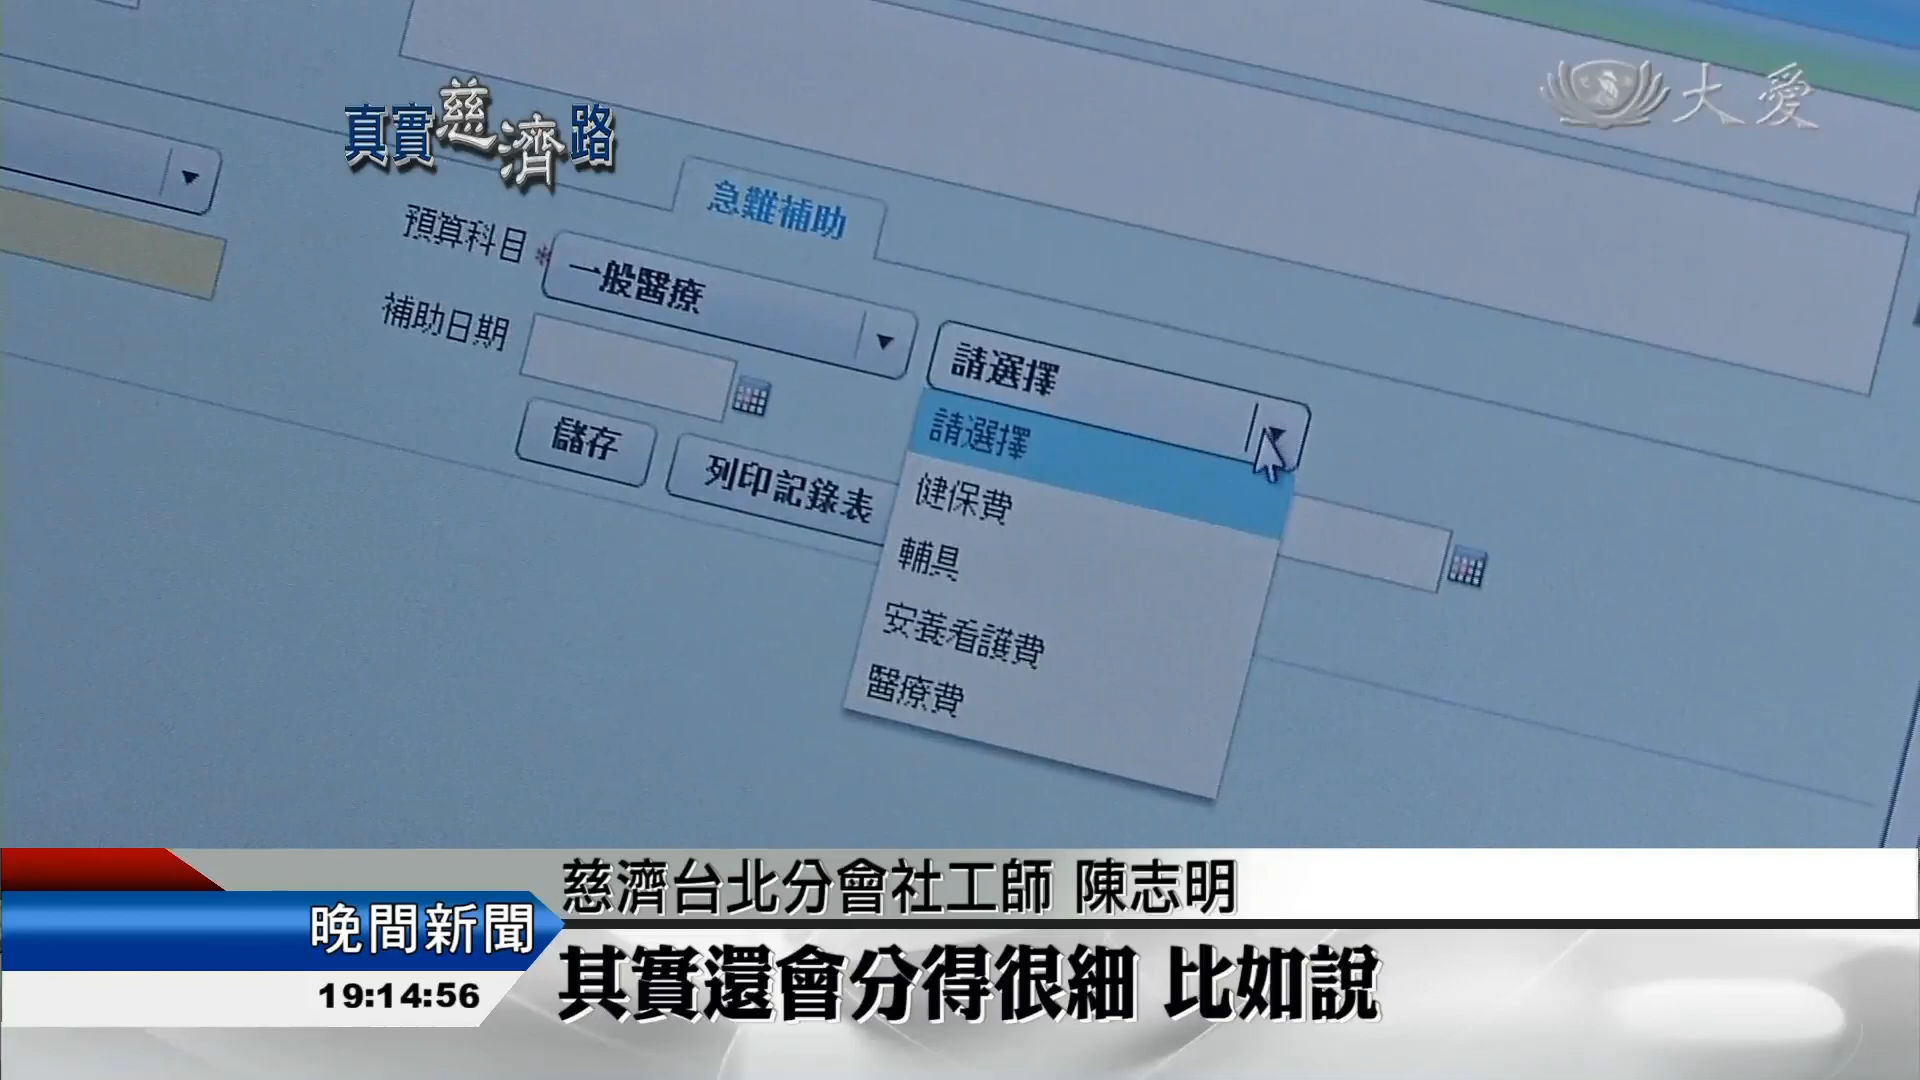 真實慈濟路
大愛
急難補助
預算科目 *
一般醫療
請選擇
補助日期
請選擇
儲存
列印記錄表
健保費
輔具
安養看護費
醫療費
慈濟台北分會社工師 陳志明
晚間新聞
其實還會分得很細 比如說
19:14:56